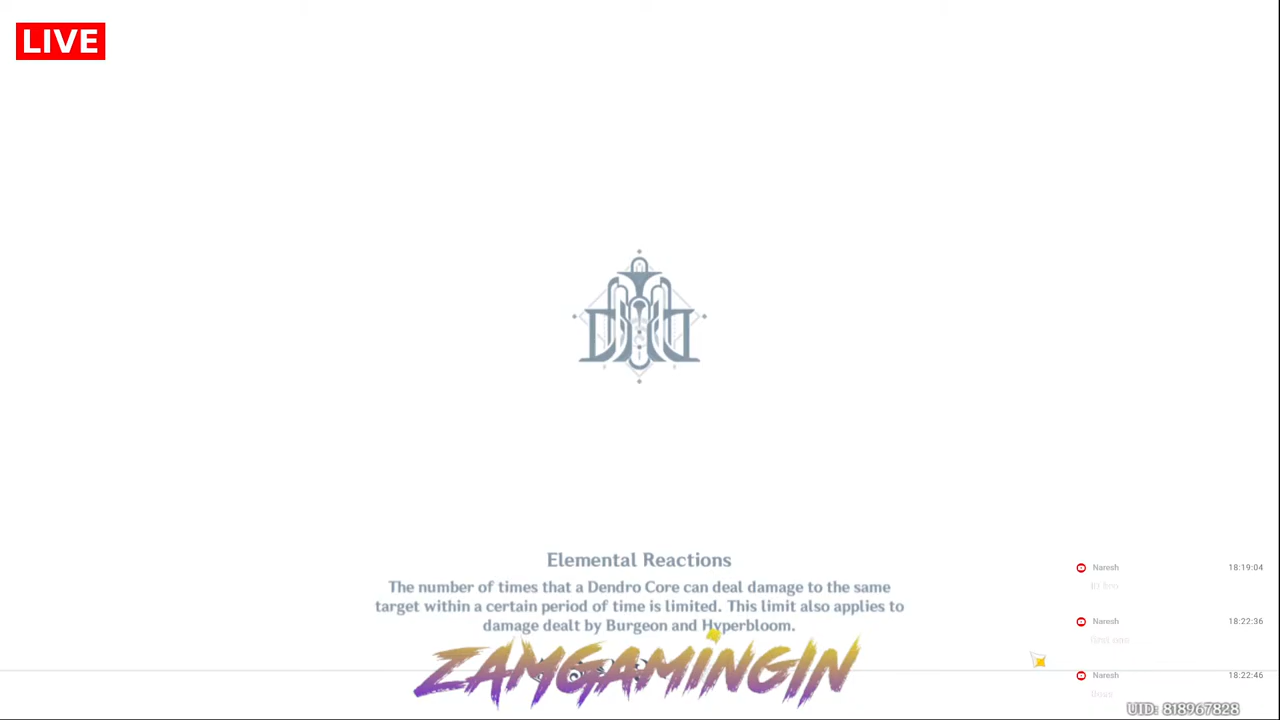 LIVE
Elemental Reactions
The number of times that a Dendro Core can deal damage to the same
target within a certain period of time is limited. This limit also applies to
damage dealt by Burgeon and Hyperbloom.
ZAMGAMINGIN
Naresh 18:19:04
Naresh 18:22:36
Naresh 18:22:46
UID: 818967828